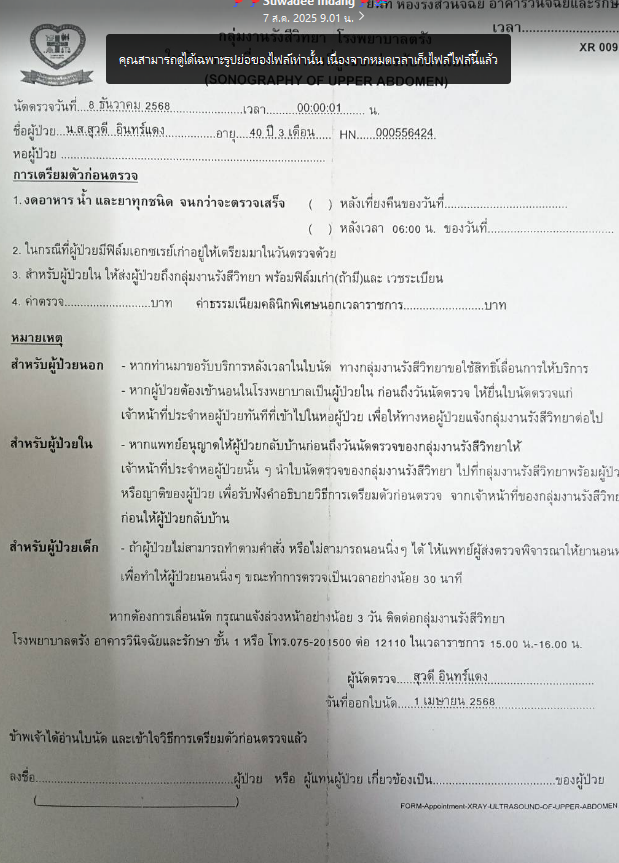 Suwadee Indang
7 ส.ค. 2025 9.01 น.
ห้องรังสีวินิจฉัย อาคารวินิจฉัยและรักษ
เวลา
กลุ่มงานรังสีวิทยา โรงพยาบาลตรัง
XR 009
คุณสามารถดูได้เฉพาะรูปย่อของไฟล์เท่านั้น เนื่องจากหมดเวลาเก็บไฟล์ไฟล์นี้แล้ว
(SONOGRAPHY OF UPPER ABDOMEN)
นัดตรวจวันที่....8 ธันวาคม 2568....เวลา....00:00:01.... น.
ชื่อผู้ป่วย...น.ส.สุวดี อินทร์แดง....อายุ....40 ปี 3 เดือน.... HN....000556424....
หอผู้ป่วย ....
การเตรียมตัวก่อนตรวจ
1. งดอาหาร น้ำ และยาทุกชนิด จนกว่าจะตรวจเสร็จ ( ) หลังเที่ยงคืนของวันที่....
( ) หลังเวลา 06:00 น. ของวันที่....
2. ในกรณีที่ผู้ป่วยมีฟิล์มเอกซเรย์เก่าอยู่ให้เตรียมมาในวันตรวจด้วย
3. สำหรับผู้ป่วยใน ให้ส่งผู้ป่วยถึงกลุ่มงานรังสีวิทยา พร้อมฟิล์มเก่า(ถ้ามี)และ เวชระเบียน
4. ค่าตรวจ....บาท ค่าธรรมเนียมคลินิกพิเศษนอกเวลาราชการ....บาท
หมายเหตุ
สำหรับผู้ป่วยนอก - หากท่านมาขอรับบริการหลังเวลาในใบนัด ทางกลุ่มงานรังสีวิทยาขอใช้สิทธิ์เลื่อนการให้บริการ
- หากผู้ป่วยต้องเข้านอนในโรงพยาบาลเป็นผู้ป่วยใน ก่อนถึงวันนัดตรวจ ให้ยื่นใบนัดตรวจแก่
เจ้าหน้าที่ประจำหอผู้ป่วยทันทีที่เข้าไปในหอผู้ป่วย เพื่อให้ทางหอผู้ป่วยแจ้งกลุ่มงานรังสีวิทยาต่อไป
สำหรับผู้ป่วยใน - หากแพทย์อนุญาตให้ผู้ป่วยกลับบ้านก่อนถึงวันนัดตรวจของกลุ่มงานรังสีวิทยาให้
เจ้าหน้าที่ประจำหอผู้ป่วยนั้น ๆ นำใบนัดตรวจของกลุ่มงานรังสีวิทยา ไปที่กลุ่มงานรังสีวิทยาพร้อมผู้ป่
หรือญาติของผู้ป่วย เพื่อรับฟังคำอธิบายวิธีการเตรียมตัวก่อนตรวจ จากเจ้าหน้าที่ของกลุ่มงานรังสีวิท
ก่อนให้ผู้ป่วยกลับบ้าน
สำหรับผู้ป่วยเด็ก - ถ้าผู้ป่วยไม่สามารถทำตามคำสั่ง หรือไม่สามารถนอนนิ่งๆ ได้ ให้แพทย์ผู้ส่งตรวจพิจารณาให้ยานอนห
เพื่อทำให้ผู้ป่วยนอนนิ่งๆ ขณะทำการตรวจเป็นเวลาอย่างน้อย 30 นาที
หากต้องการเลื่อนนัด กรุณาแจ้งล่วงหน้าอย่างน้อย 3 วัน ติดต่อกลุ่มงานรังสีวิทยา
โรงพยาบาลตรัง อาคารวินิจฉัยและรักษา ชั้น 1 หรือ โทร.075-201500 ต่อ 12110 ในเวลาราชการ 15.00 น.-16.00 น.
ผู้นัดตรวจ....สุวดี อินทร์แดง
วันที่ออกใบนัด....1 เมษายน 2568
ข้าพเจ้าได้อ่านใบนัด และเข้าใจวิธีการเตรียมตัวก่อนตรวจแล้ว
ลงชื่อ....ผู้ป่วย หรือ ผู้แทนผู้ป่วย เกี่ยวข้องเป็น....ของผู้ป่วย
(....)
FORM-Appointment-XRAY-ULTRASOUND-OF-UPPER-ABDOMEN